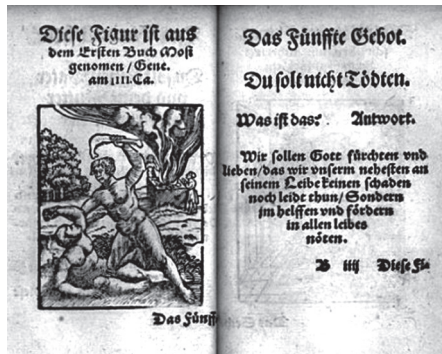 Diese Figur ist aus
dem Ersten Buch Mosi
genomen / Gene.
am IIII. Ca.
Das Fünff
Das Fünffte Gebot.
Du solt nicht Tödten.
Was ist das? Antwort.
Wir sollen Gott fürchten vnd
lieben/das wir vnserm nehesten an
seinem Leibe keinen schaden
noch leidt thun/ Sondern
jm helffen vnd fördern
in allen leibes
nöten.
B iiij Diese Fi